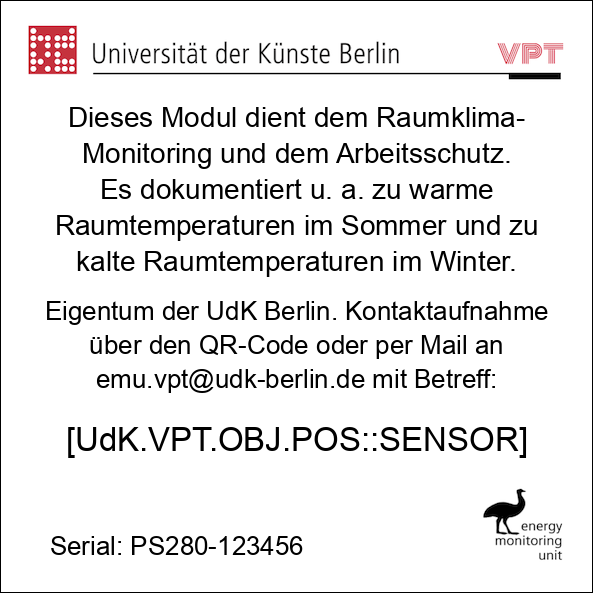 Universität der Künste Berlin
VPT
Dieses Modul dient dem Raumklima-
Monitoring und dem Arbeitsschutz.
Es dokumentiert u. a. zu warme
Raumtemperaturen im Sommer und zu
kalte Raumtemperaturen im Winter.
Eigentum der UdK Berlin. Kontaktaufnahme
über den QR-Code oder per Mail an
emu.vpt@udk-berlin.de mit Betreff:
[UdK.VPT.OBJ.POS::SENSOR]
Serial: PS280-123456
energy
monitoring
unit